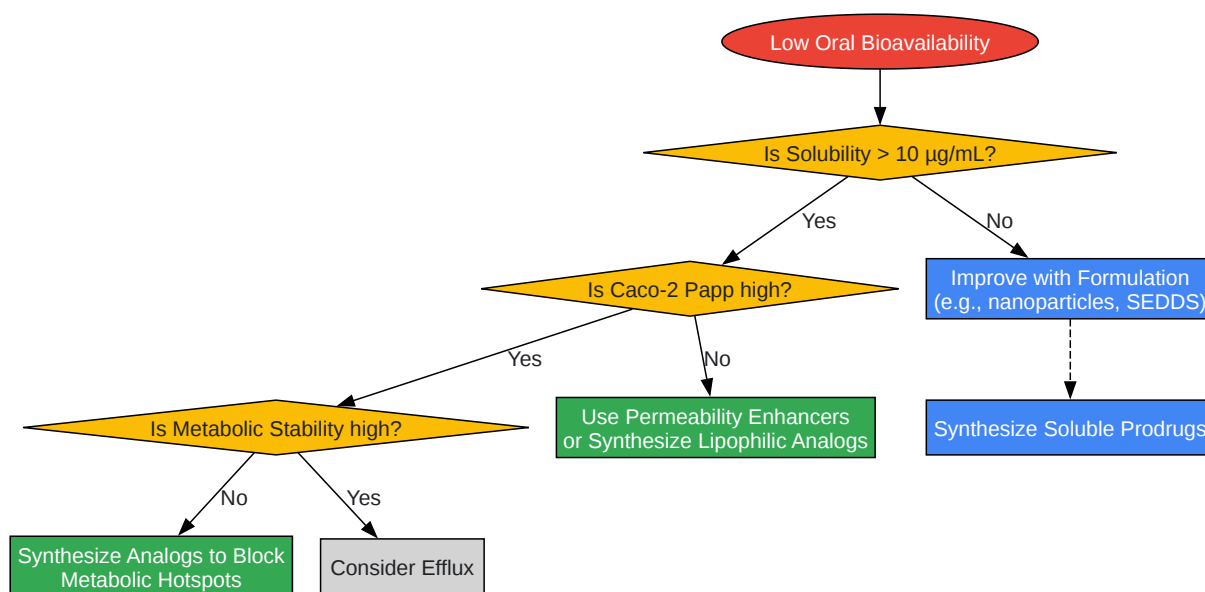 Low Oral Bioavailability
Is Solubility > 10 µg/mL?
Yes
No
Is Caco-2 Papp high?
Improve with Formulation
(e.g., nanoparticles, SEDDS)
Yes
No
Is Metabolic Stability high?
Use Permeability Enhancers
or Synthesize Lipophilic Analogs
Synthesize Soluble Prodrugs
No
Yes
Synthesize Analogs to Block
Metabolic Hotspots
Consider Efflux